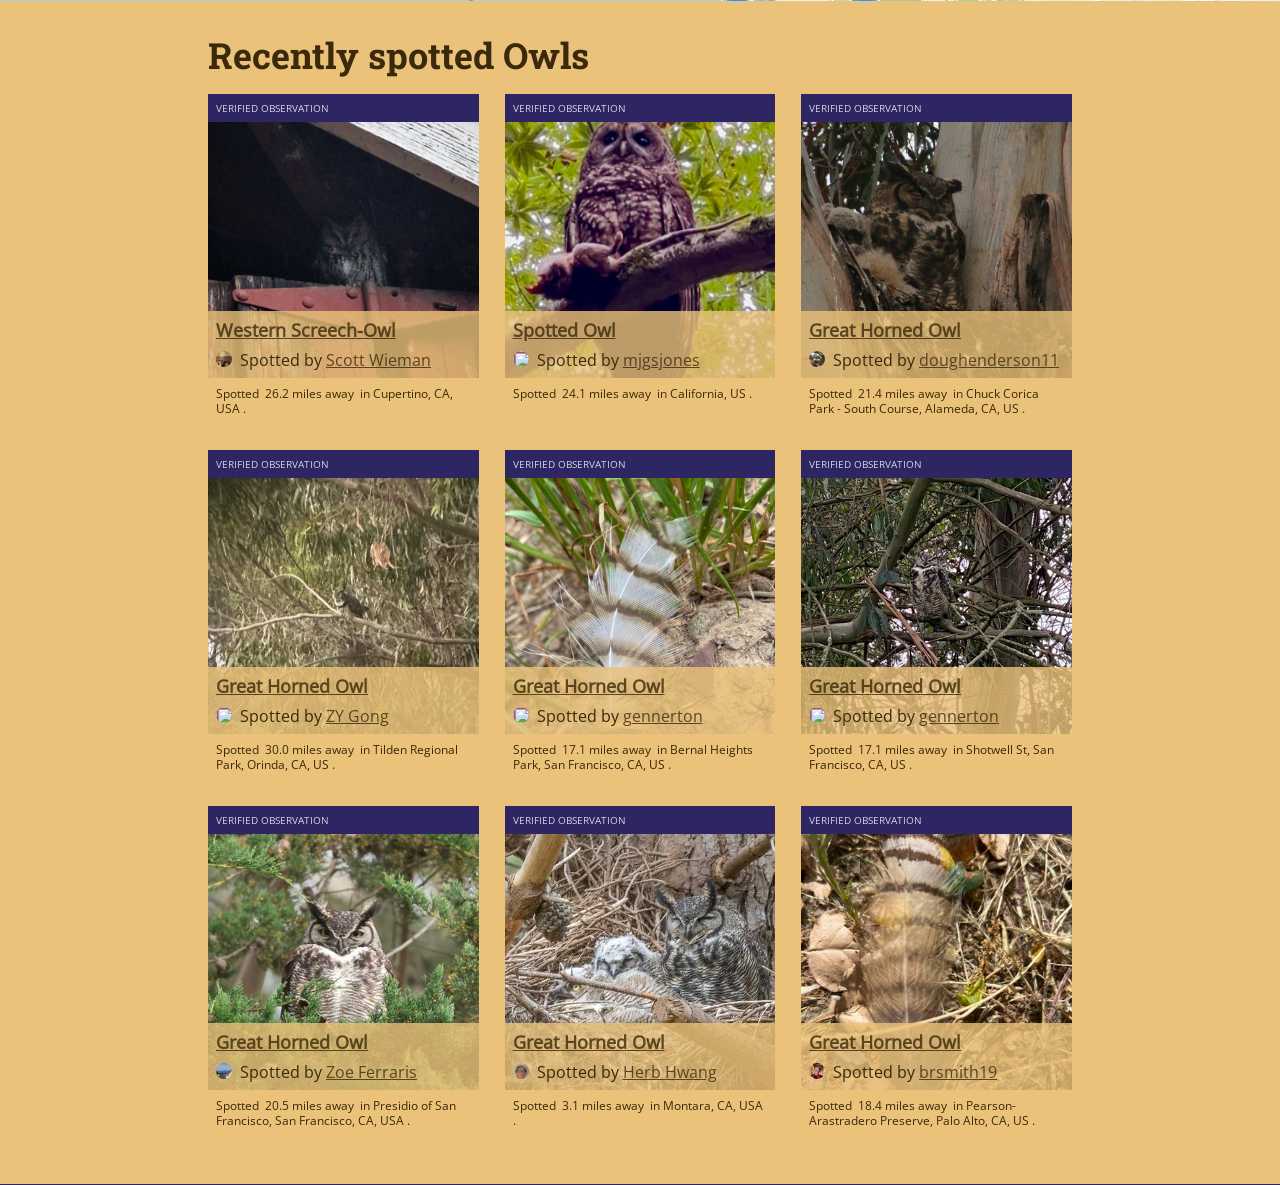 Recently spotted Owls
VERIFIED OBSERVATION
Western Screech-Owl
Spotted by Scott Wieman
Spotted 26.2 miles away in Cupertino, CA,
USA .
VERIFIED OBSERVATION
Spotted Owl
Spotted by mjgsjones
Spotted 24.1 miles away in California, US .
VERIFIED OBSERVATION
Great Horned Owl
Spotted by doughenderson11
Spotted 21.4 miles away in Chuck Corica
Park - South Course, Alameda, CA, US .
VERIFIED OBSERVATION
Great Horned Owl
Spotted by ZY Gong
Spotted 30.0 miles away in Tilden Regional
Park, Orinda, CA, US .
VERIFIED OBSERVATION
Great Horned Owl
Spotted by gennerton
Spotted 17.1 miles away in Bernal Heights
Park, San Francisco, CA, US .
VERIFIED OBSERVATION
Great Horned Owl
Spotted by gennerton
Spotted 17.1 miles away in Shotwell St, San
Francisco, CA, US .
VERIFIED OBSERVATION
Great Horned Owl
Spotted by Zoe Ferraris
Spotted 20.5 miles away in Presidio of San
Francisco, San Francisco, CA, USA .
VERIFIED OBSERVATION
Great Horned Owl
Spotted by Herb Hwang
Spotted 3.1 miles away in Montara, CA, USA
.
VERIFIED OBSERVATION
Great Horned Owl
Spotted by brsmith19
Spotted 18.4 miles away in Pearson-
Arastradero Preserve, Palo Alto, CA, US .